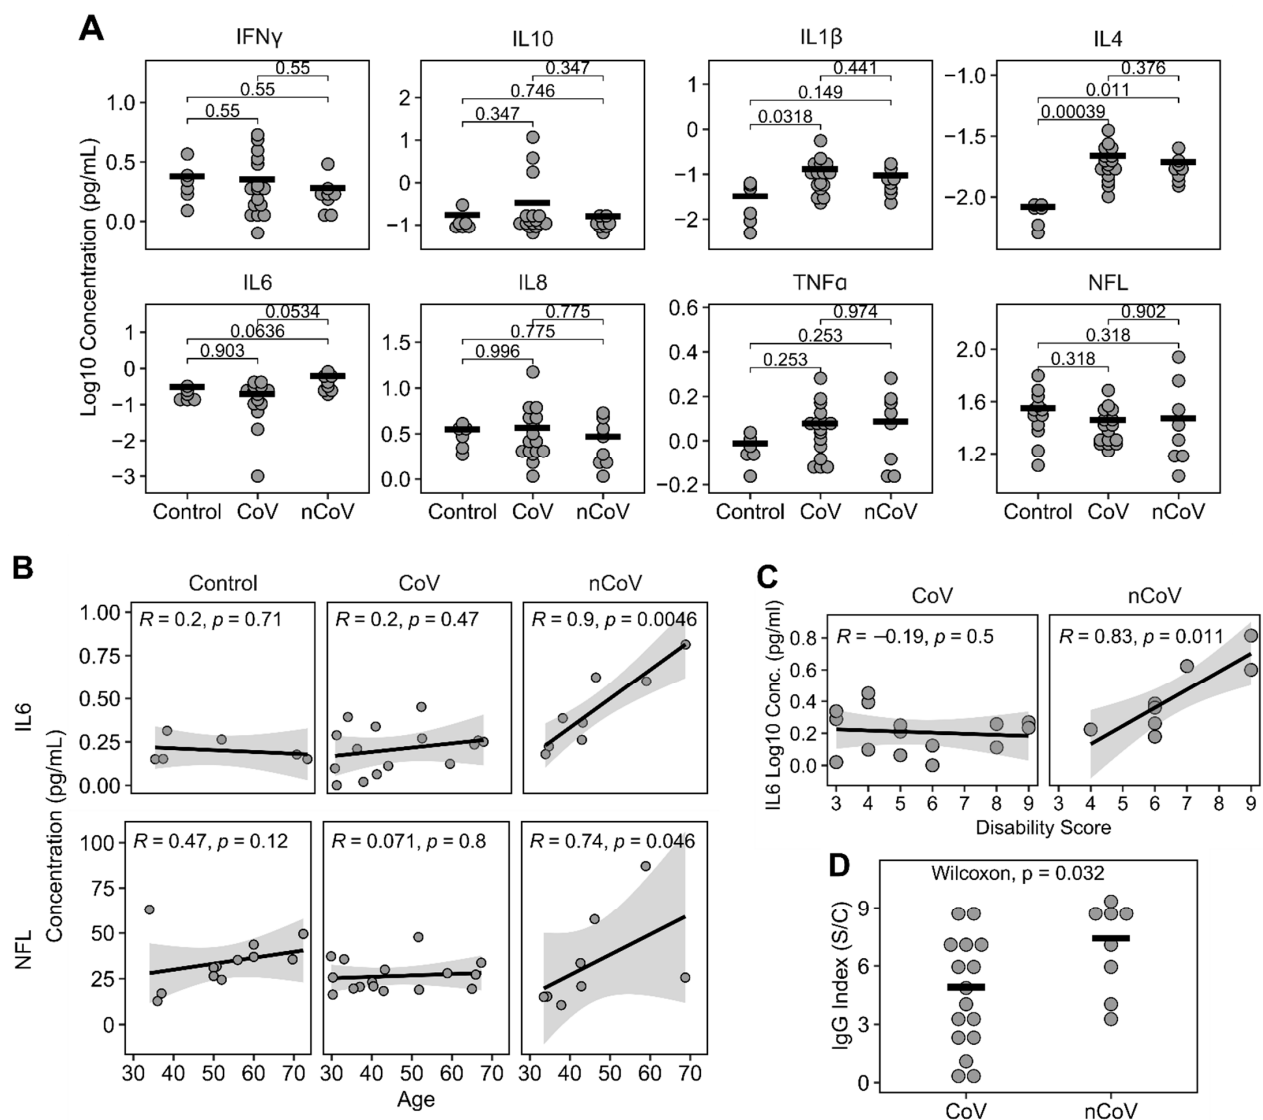 A
IFNγ IL10 IL1β IL4
0.55 0.347 0.441 0.376
0.55 0.746 0.149 0.011
0.55 0.347 0.0318 0.00039
1.0 0.5 0.0
2 1 0 −1
1 0 −1 −2
−1.0 −1.5 −2.0
Log10 Concentration (pg/mL)
IL6 IL8 TNFα NFL
0.0534 0.775 0.974 0.902
0.0636 0.775 0.253 0.318
0.903 0.996 0.253 0.318
1 0 −1 −2 −3
1.5 1.0 0.5 0.0
0.6 0.4 0.2 0.0 −0.2
2.0 1.6 1.2
Control CoV nCoV Control CoV nCoV Control CoV nCoV Control CoV nCoV
B
Control CoV nCoV
IL6
R = 0.2, p = 0.71 R = 0.2, p = 0.47 R = 0.9, p = 0.0046
1.00
0.75
0.50
0.25
0.00
Concentration (pg/mL)
NFL
R = 0.47, p = 0.12 R = 0.071, p = 0.8 R = 0.74, p = 0.046
100
75
50
25
0
30 40 50 60 70 30 40 50 60 70 30 40 50 60 70
Age
C
CoV nCoV
IL6 Log10 Conc. (pg/ml)
R = −0.19, p = 0.5 R = 0.83, p = 0.011
0.8
0.6
0.4
0.2
0.0
3 4 5 6 7 8 9 3 4 5 6 7 8 9
Disability Score
D
Wilcoxon, p = 0.032
IgG Index (S/C)
9
6
3
0
CoV nCoV